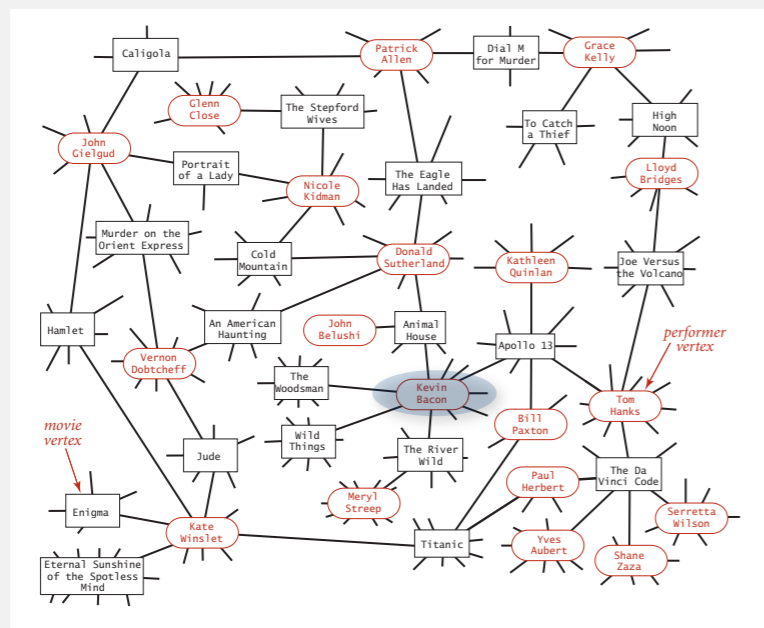 Caligola
Patrick
Allen
Dial M
for Murder
Grace
Kelly
Glenn
Close
The Stepford
Wives
To Catch
a Thief
High
Noon
John
Gielgud
Portrait
of a Lady
Nicole
Kidman
The Eagle
Has Landed
Lloyd
Bridges
Murder on the
Orient Express
Cold
Mountain
Donald
Sutherland
Kathleen
Quinlan
Joe Versus
the Volcano
Hamlet
An American
Haunting
John
Belushi
Animal
House
Apollo 13
performer
vertex
Vernon
Dobtcheff
The
Woodsman
Kevin
Bacon
Tom
Hanks
movie
vertex
Jude
Wild
Things
The River
Wild
Bill
Paxton
Paul
Herbert
The Da
Vinci Code
Enigma
Kate
Winslet
Meryl
Streep
Serretta
Wilson
Titanic
Yves
Aubert
Shane
Zaza
Eternal Sunshine
of the Spotless
Mind